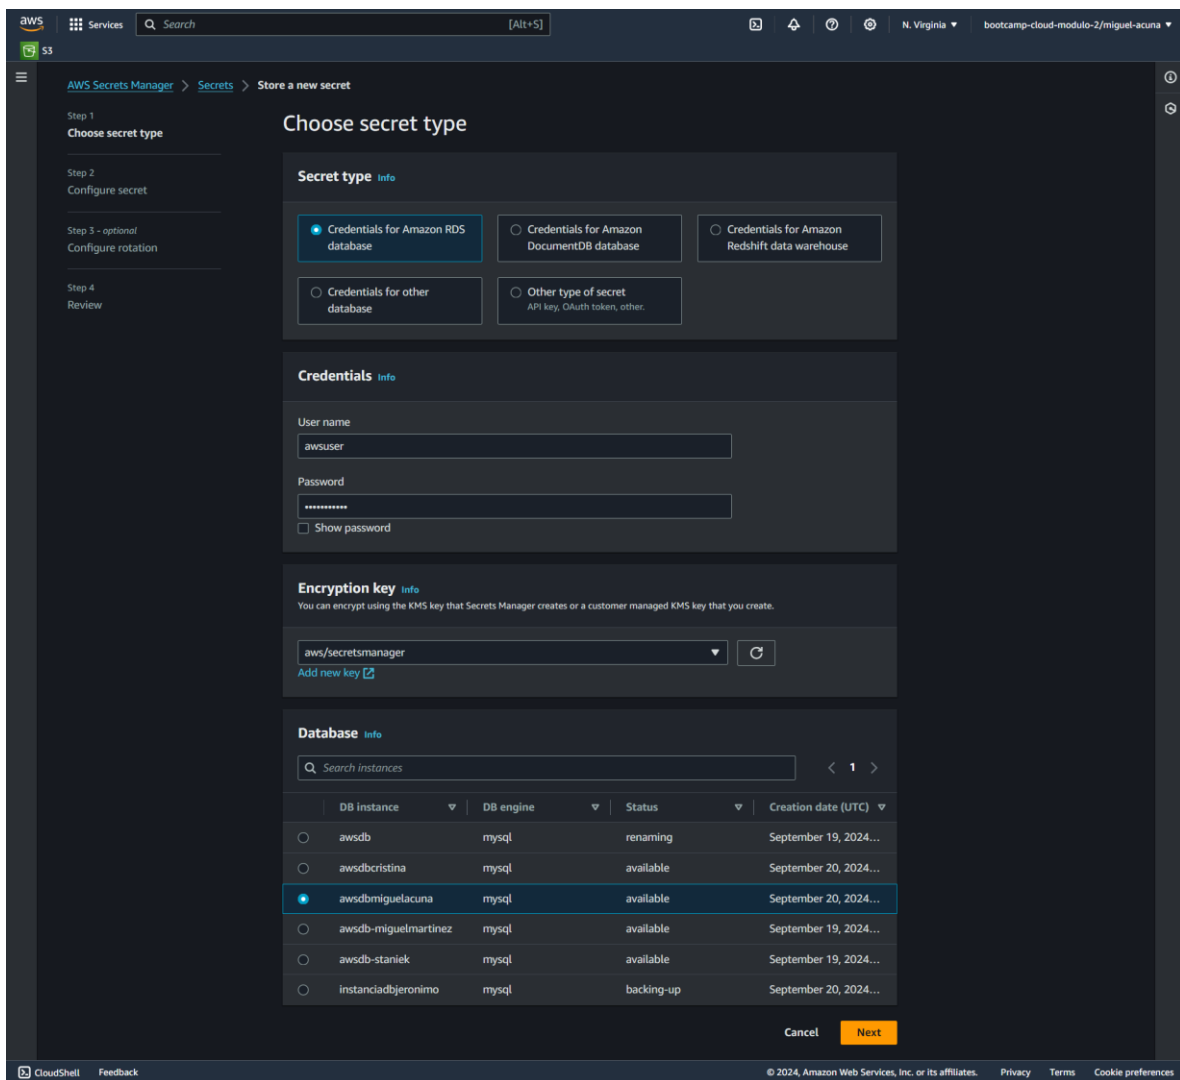 aws Services Search [Alt+S] N. Virginia bootcamp-cloud-modulo-2/miguel-acuna
S3
AWS Secrets Manager > Secrets > Store a new secret
Step 1
Choose secret type
Step 2
Configure secret
Step 3 - optional
Configure rotation
Step 4
Review
Choose secret type
Secret type Info
Credentials for Amazon RDS
database
Credentials for Amazon
DocumentDB database
Credentials for Amazon
Redshift data warehouse
Credentials for other
database
Other type of secret
API key, OAuth token, other.
Credentials Info
User name
awsuser
Password
•••••••••••
Show password
Encryption key Info
You can encrypt using the KMS key that Secrets Manager creates or a customer managed KMS key that you create.
aws/secretsmanager
Add new key
Database Info
Search instances < 1 >
DB instance DB engine Status Creation date (UTC)
awsdb mysql renaming September 19, 2024...
awsdbcristina mysql available September 20, 2024...
awsdbmiguelacuna mysql available September 20, 2024...
awsdb-miguelmartinez mysql available September 19, 2024...
awsdb-staniek mysql available September 19, 2024...
instanciadbjeronimo mysql backing-up September 20, 2024...
Cancel Next
CloudShell Feedback © 2024, Amazon Web Services, Inc. or its affiliates. Privacy Terms Cookie preferences